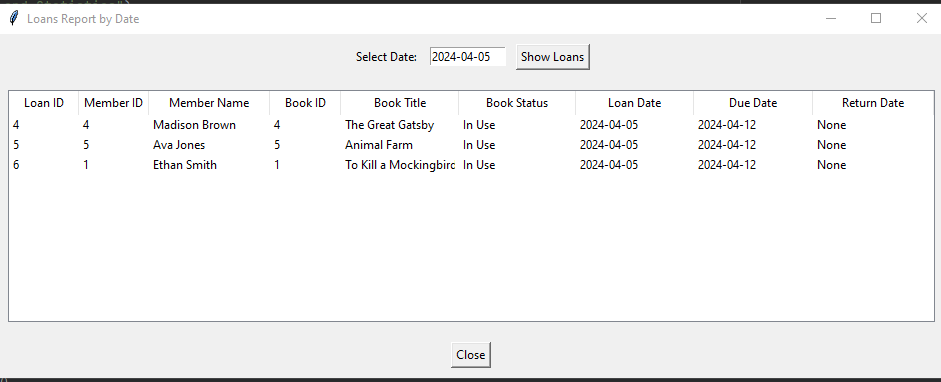 Loans Report by Date
Select Date: 2024-04-05 Show Loans
Loan ID Member ID Member Name Book ID Book Title Book Status Loan Date Due Date Return Date
4 4 Madison Brown 4 The Great Gatsby In Use 2024-04-05 2024-04-12 None
5 5 Ava Jones 5 Animal Farm In Use 2024-04-05 2024-04-12 None
6 1 Ethan Smith 1 To Kill a Mockingbird In Use 2024-04-05 2024-04-12 None
Close